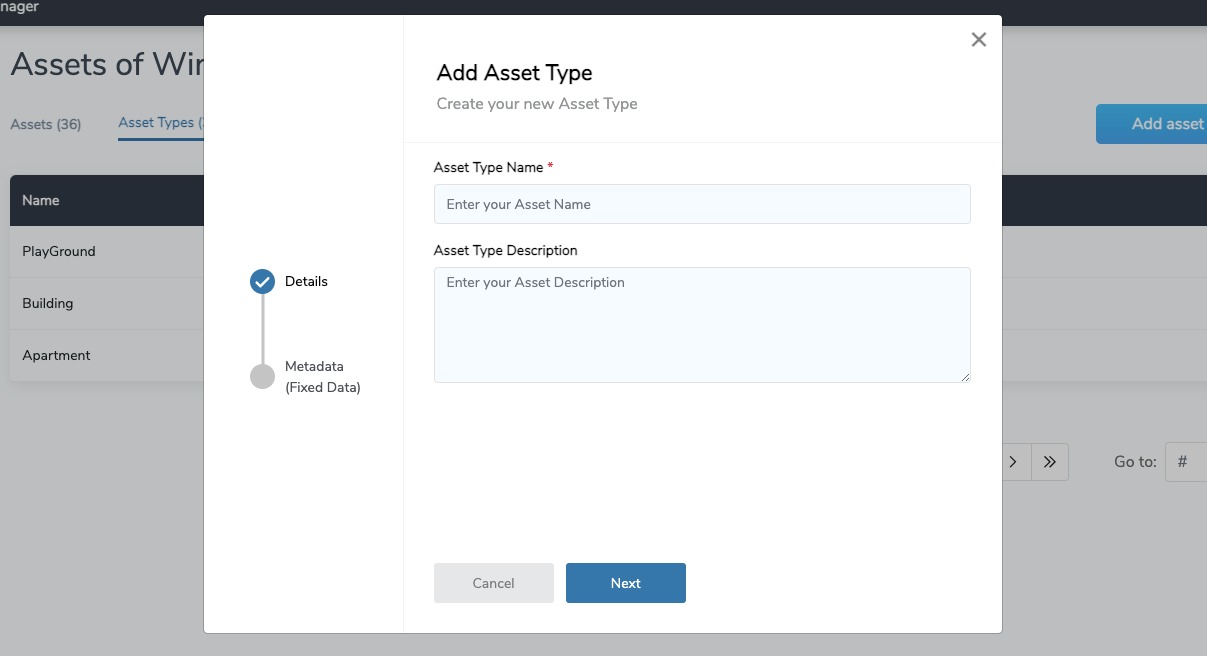 nager
Assets of Wir
Assets (36)
Asset Types (
Add asset
Name
PlayGround
Building
Apartment
Go to:
#
Details
Metadata
(Fixed Data)
Add Asset Type
Create your new Asset Type
Asset Type Name *
Enter your Asset Name
Asset Type Description
Enter your Asset Description
Cancel
Next